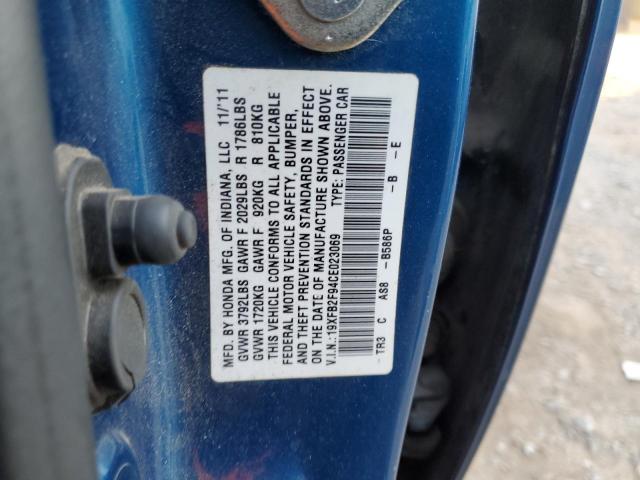 MFD. BY HONDA MFG. OF INDIANA, LLC 11/'11
GVWR 3792LBS GAWR F 2029LBS R 1786LBS
GVWR 1720KG GAWR F 920KG R 810KG
THIS VEHICLE CONFORMS TO ALL APPLICABLE
FEDERAL MOTOR VEHICLE SAFETY, BUMPER,
AND THEFT PREVENTION STANDARDS IN EFFECT
ON THE DATE OF MANUFACTURE SHOWN ABOVE.
V.I.N.:19XFB2F94CE023069 TYPE: PASSENGER CAR
- TR3 C AS8 - B586P - B - E